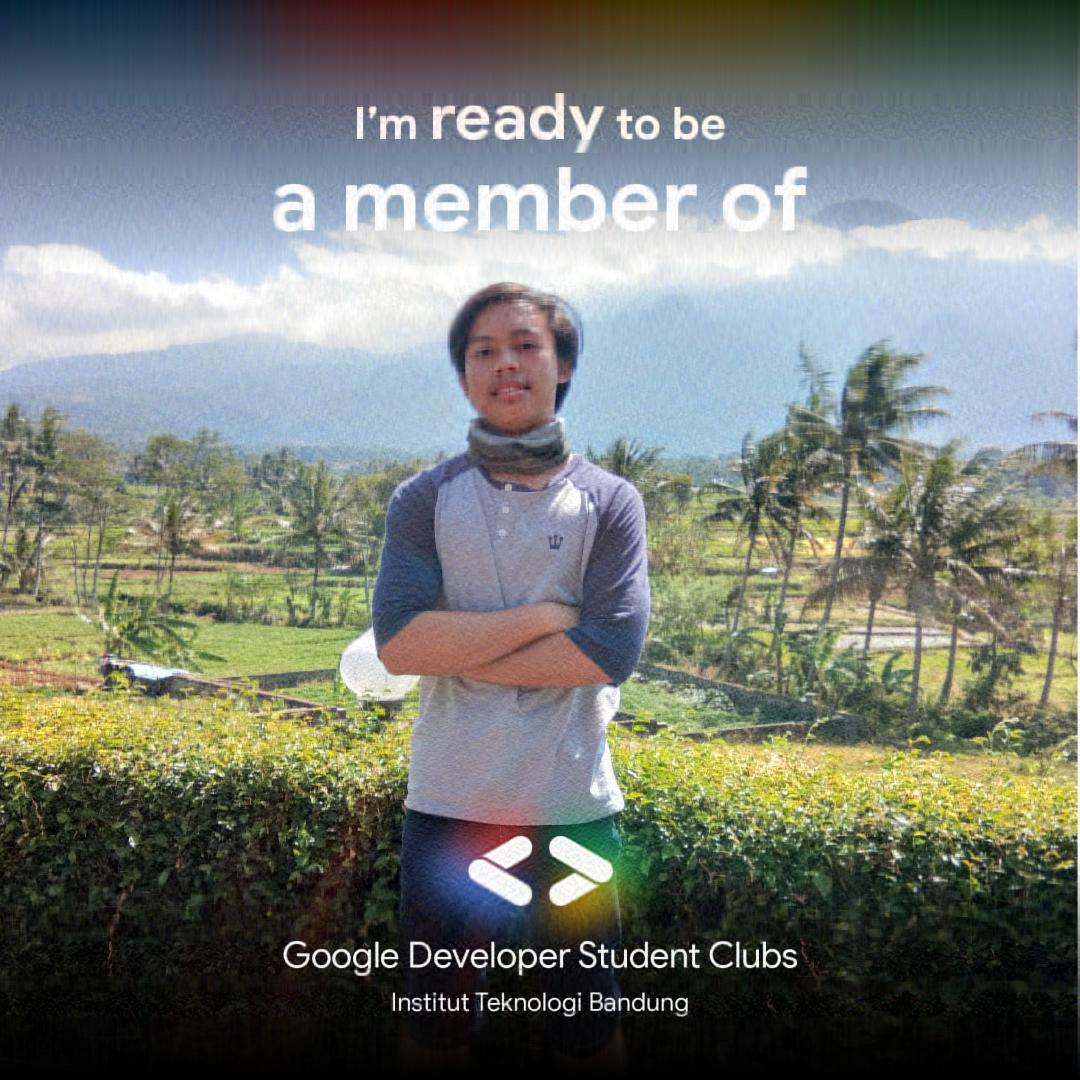 I'm ready to be
a member of
Google Developer Student Clubs
Institut Teknologi Bandung